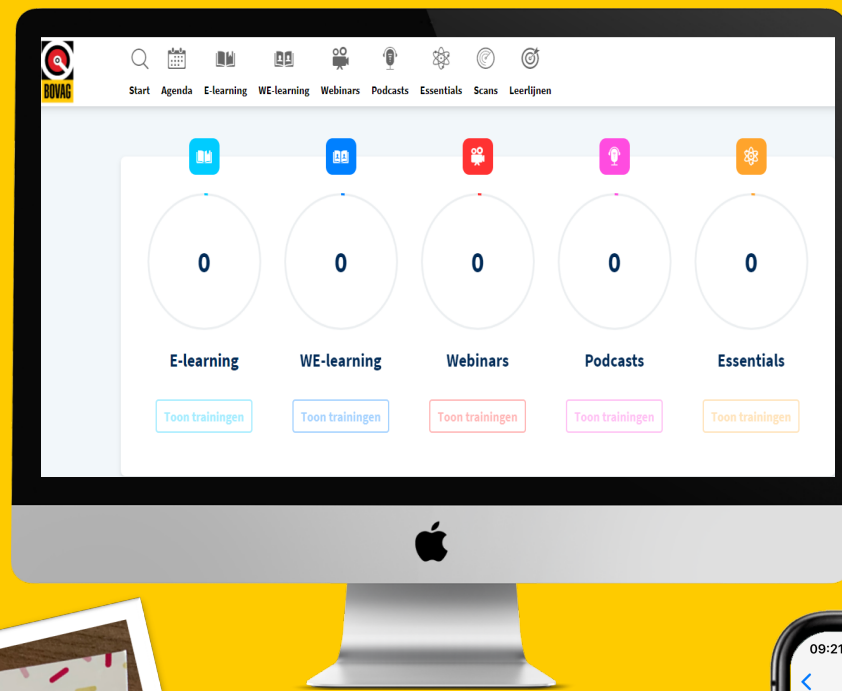 BOVAG
Start Agenda E-learning WE-learning Webinars Podcasts Essentials Scans Leerlijnen
0 0 0 0 0
E-learning WE-learning Webinars Podcasts Essentials
Toon trainingen Toon trainingen Toon trainingen Toon trainingen Toon trainingen
09:21